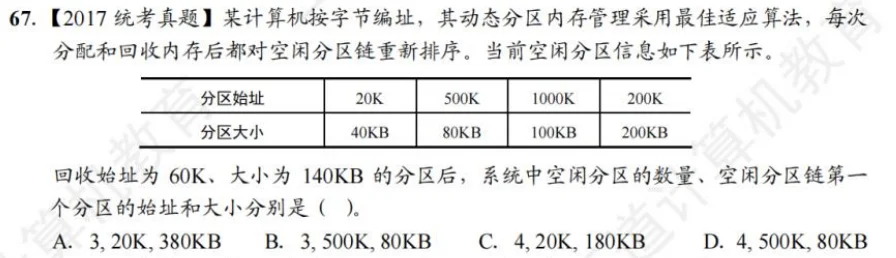 67.【2017 统考真题】某计算机按字节编址，其动态分区内存管理采用最佳适应算法，每次
分配和回收内存后都对空闲分区链重新排序。当前空闲分区信息如下表所示。
分区始址 20K 500K 1000K 200K
分区大小 40KB 80KB 100KB 200KB
回收始址为 60K、大小为 140KB 的分区后，系统中空闲分区的数量、空闲分区链第一
个分区的始址和大小分别是（ ）。
A. 3, 20K, 380KB B. 3, 500K, 80KB C. 4, 20K, 180KB D. 4, 500K, 80KB